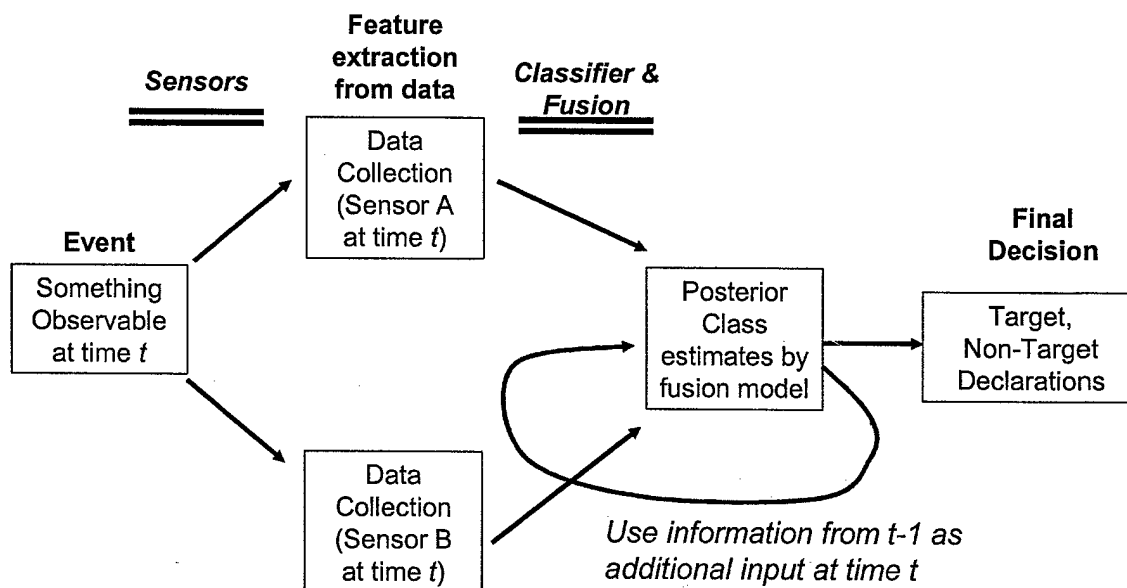 Sensors
Feature
extraction
from data
Classifier &
Fusion
Data
Collection
(Sensor A
at time t)
Event
Something
Observable
at time t
Posterior
Class
estimates by
fusion model
Final
Decision
Target,
Non-Target
Declarations
Data
Collection
(Sensor B
at time t)
Use information from t-1 as
additional input at time t